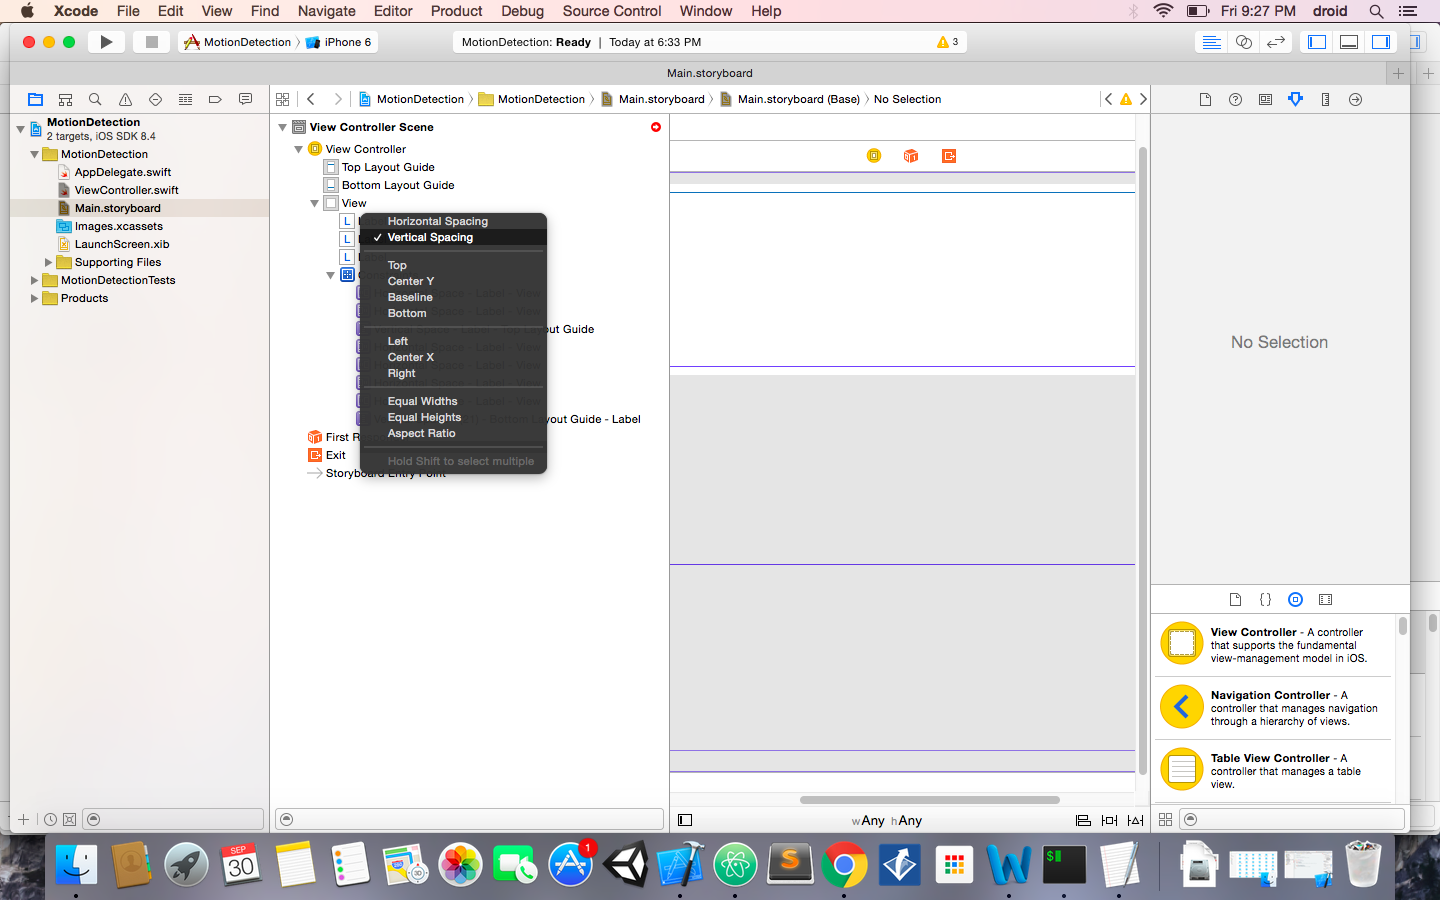 Xcode File Edit View Find Navigate Editor Product Debug Source Control Window Help Fri 9:27 PM droid
MotionDetection iPhone 6 MotionDetection: Ready | Today at 6:33 PM 3
Main.storyboard
MotionDetection MotionDetection Main.storyboard Main.storyboard (Base) No Selection
MotionDetection
2 targets, iOS SDK 8.4
MotionDetection
AppDelegate.swift
ViewController.swift
Main.storyboard
Images.xcassets
LaunchScreen.xib
Supporting Files
MotionDetectionTests
Products
View Controller Scene
View Controller
Top Layout Guide
Bottom Layout Guide
View
L
L
L
Horizontal Spacing
✓ Vertical Spacing
Top
Center Y
Baseline
Bottom
Left
Center X
Right
Equal Widths
Equal Heights
Aspect Ratio
Hold Shift to select multiple
out Guide
Bottom Layout Guide - Label
First R
Exit
Storyboard Entry Point
wAny hAny
No Selection
View Controller - A controller
that supports the fundamental
view-management model in iOS.
Navigation Controller - A
controller that manages navigation
through a hierarchy of views.
Table View Controller - A
controller that manages a table
view.
SEP
30
1
3D
S
W
$